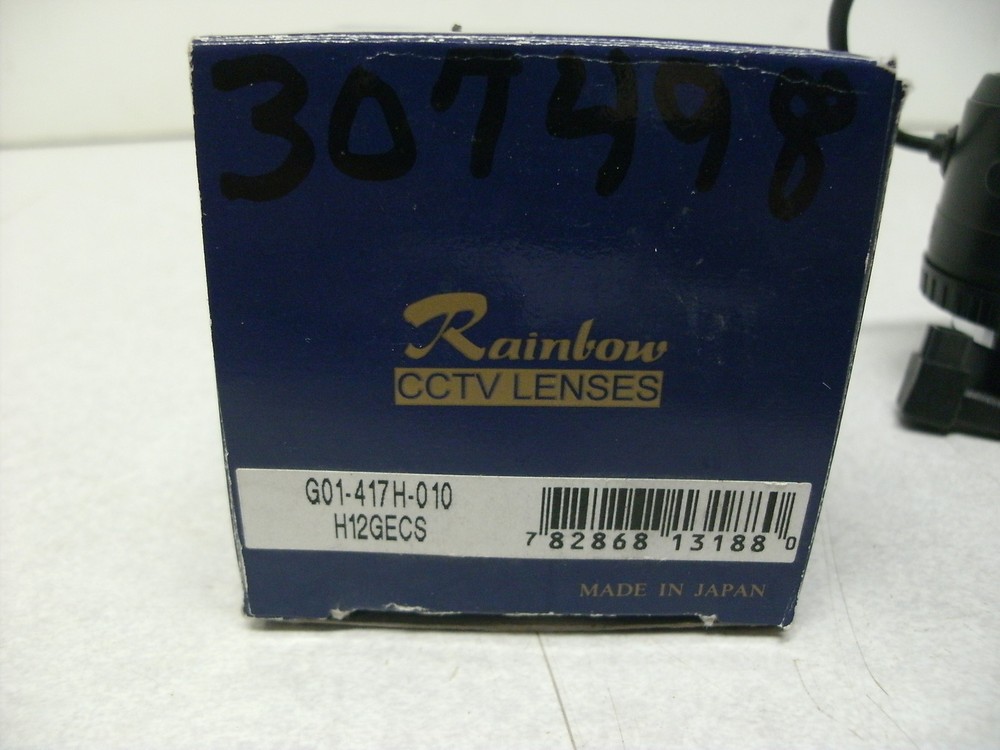 307498
Rainbow
CCTV LENSES
G01-417H-010
H12GECS
7 82868 13188 0
MADE IN JAPAN